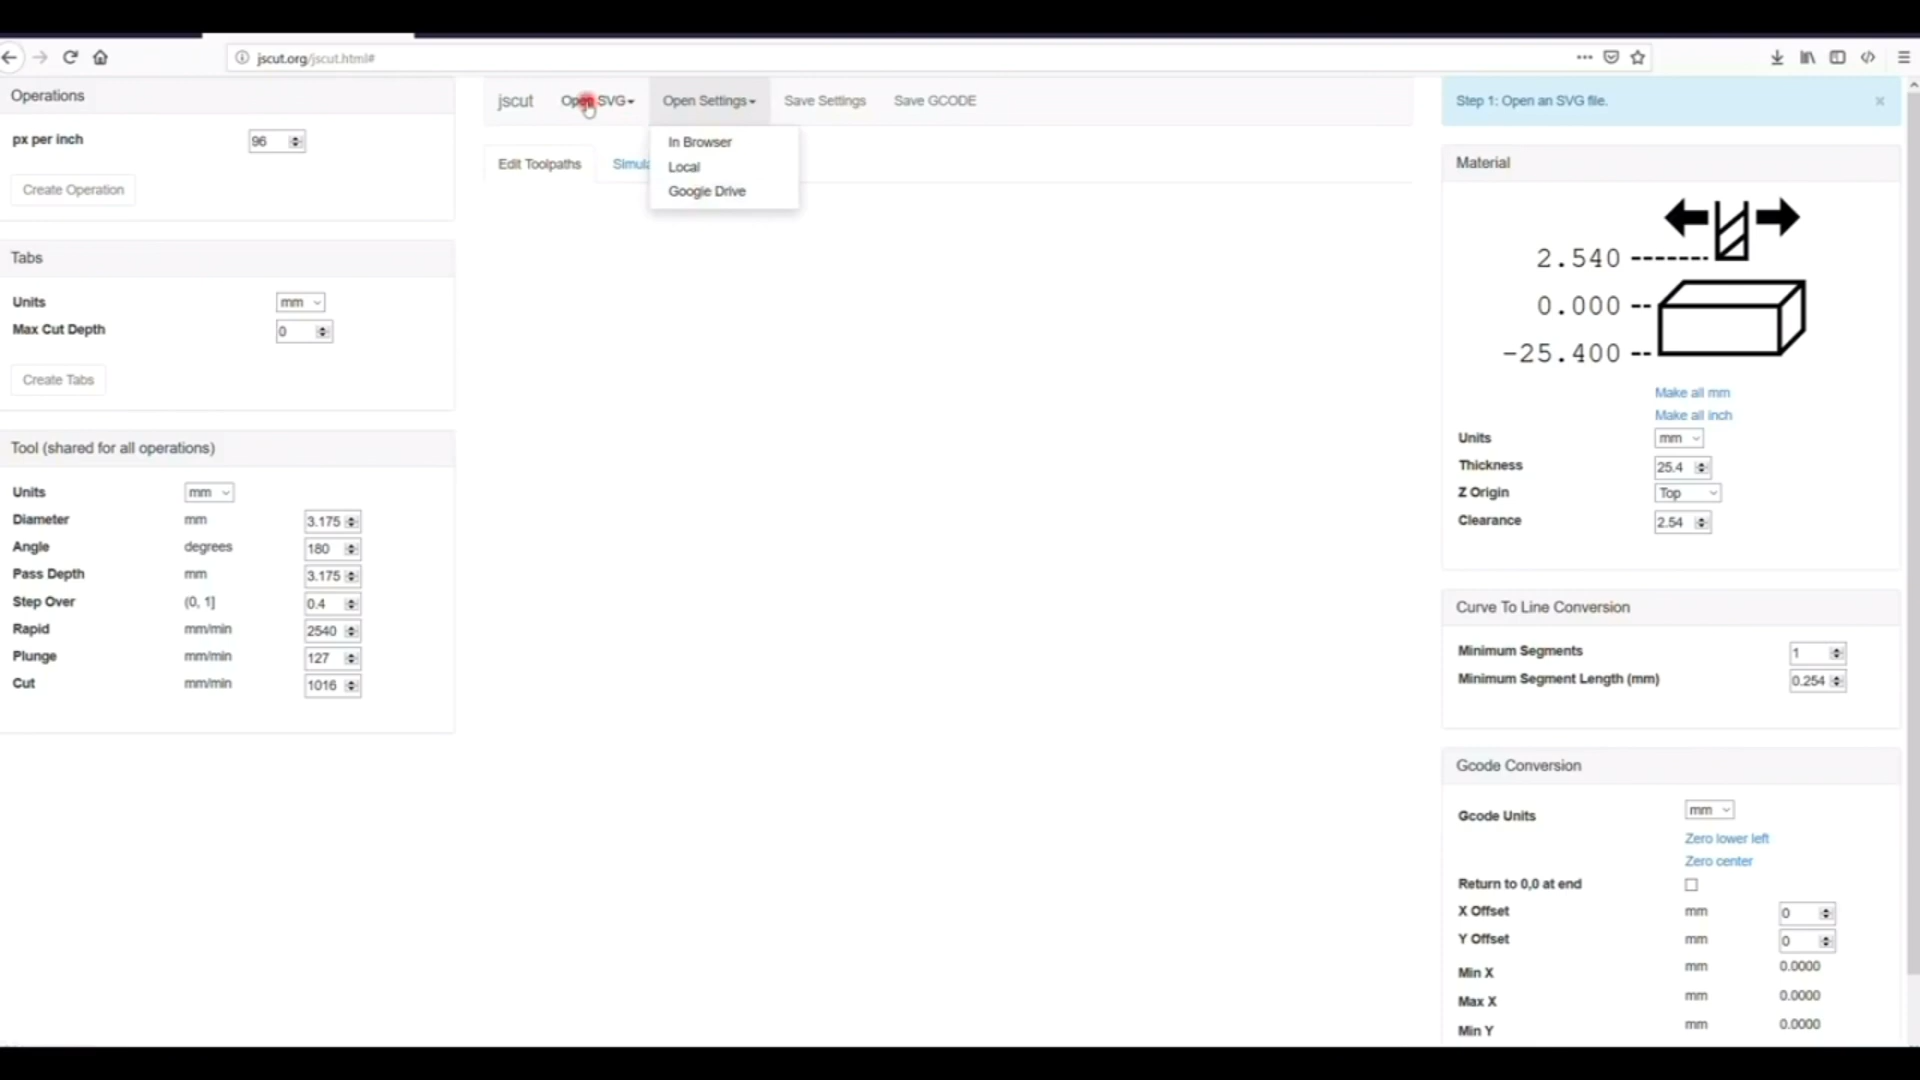 jscut.org/jscut.html#
Operations
px per inch 96
Create Operation
Tabs
Units mm
Max Cut Depth 0
Create Tabs
Tool (shared for all operations)
Units mm
Diameter mm 3.175
Angle degrees 180
Pass Depth mm 3.175
Step Over (0, 1] 0.4
Rapid mm/min 2540
Plunge mm/min 127
Cut mm/min 1016
jscut Open SVG Open Settings Save Settings Save GCODE
In Browser
Local
Google Drive
Edit Toolpaths Simula
Step 1: Open an SVG file. ×
Material
2.540
0.000
-25.400
Make all mm
Make all inch
Units mm
Thickness 25.4
Z Origin Top
Clearance 2.54
Curve To Line Conversion
Minimum Segments 1
Minimum Segment Length (mm) 0.254
Gcode Conversion
Gcode Units mm
Zero lower left
Zero center
Return to 0,0 at end
X Offset mm 0
Y Offset mm 0
Min X mm 0.0000
Max X mm 0.0000
Min Y mm 0.0000